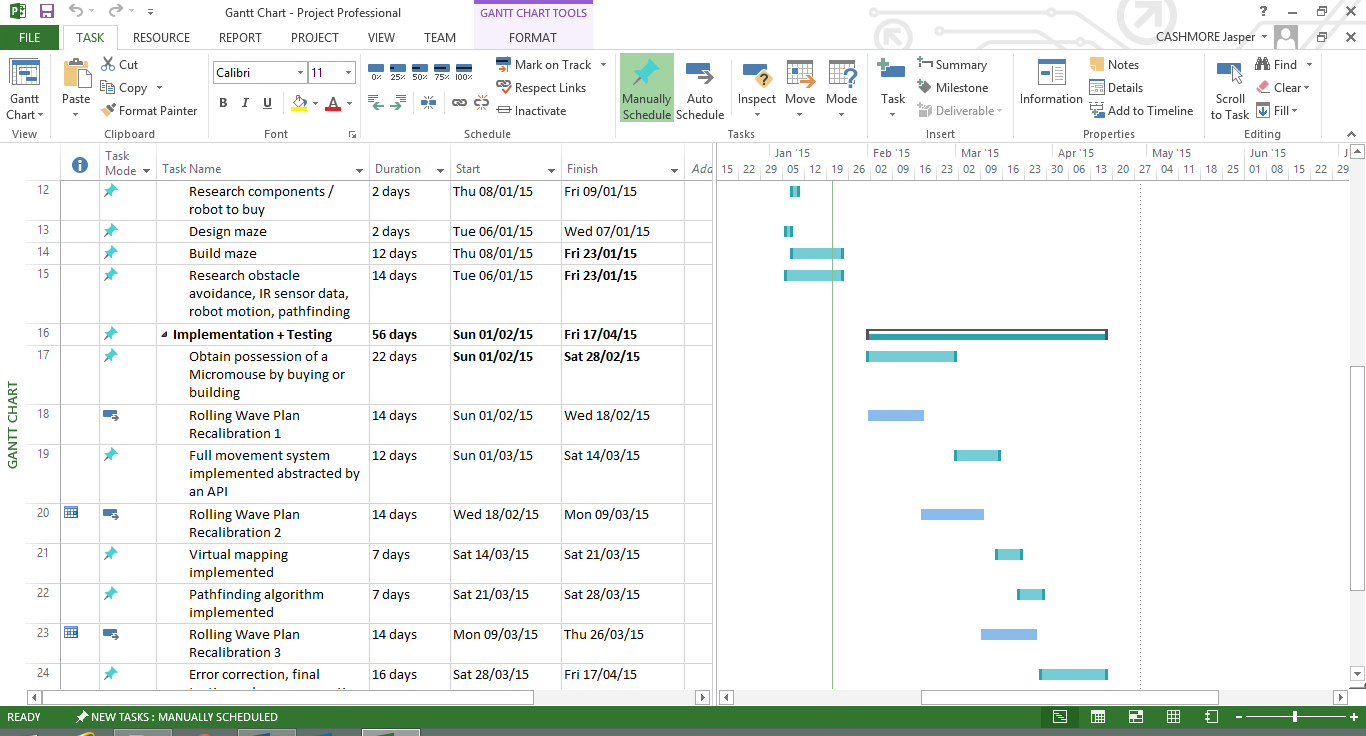 Gantt Chart - Project Professional
GANTT CHART TOOLS
?
FILE TASK RESOURCE REPORT PROJECT VIEW TEAM FORMAT
CASHMORE Jasper
Gantt Chart
View
Paste
Cut
Copy
Format Painter
Clipboard
Calibri 11
B I U A
Font
0% 25% 50% 75% 100%
Mark on Track
Respect Links
Inactivate
Schedule
Manually Schedule
Auto Schedule
Inspect
Move
Mode
Tasks
Task
Summary
Milestone
Deliverable
Insert
Information
Notes
Details
Add to Timeline
Properties
Scroll to Task
Find
Clear
Fill
Editing
GANTT CHART
Task Mode Task Name Duration Start Finish Add
Jan '15 Feb '15 Mar '15 Apr '15 May '15 Jun '15 J
15 22 29 05 12 19 26 02 09 16 23 02 09 16 23 30 06 13 20 27 04 11 18 25 01 08 15 22 29
12 Research components / robot to buy 2 days Thu 08/01/15 Fri 09/01/15
13 Design maze 2 days Tue 06/01/15 Wed 07/01/15
14 Build maze 12 days Thu 08/01/15 Fri 23/01/15
15 Research obstacle avoidance, IR sensor data, robot motion, pathfinding 14 days Tue 06/01/15 Fri 23/01/15
16 Implementation + Testing 56 days Sun 01/02/15 Fri 17/04/15
17 Obtain possession of a Micromouse by buying or building 22 days Sun 01/02/15 Sat 28/02/15
18 Rolling Wave Plan Recalibration 1 14 days Sun 01/02/15 Wed 18/02/15
19 Full movement system implemented abstracted by an API 12 days Sun 01/03/15 Sat 14/03/15
20 Rolling Wave Plan Recalibration 2 14 days Wed 18/02/15 Mon 09/03/15
21 Virtual mapping implemented 7 days Sat 14/03/15 Sat 21/03/15
22 Pathfinding algorithm implemented 7 days Sat 21/03/15 Sat 28/03/15
23 Rolling Wave Plan Recalibration 3 14 days Mon 09/03/15 Thu 26/03/15
24 Error correction, final 16 days Sat 28/03/15 Fri 17/04/15
READY NEW TASKS : MANUALLY SCHEDULED